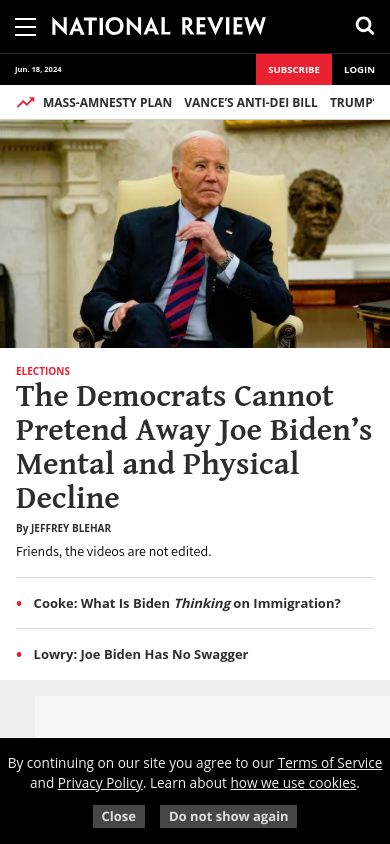 NATIONAL REVIEW
Jun. 18, 2024
SUBSCRIBE
LOGIN
MASS-AMNESTY PLAN VANCE’S ANTI-DEI BILL TRUMP’
ELECTIONS
The Democrats Cannot
Pretend Away Joe Biden’s
Mental and Physical
Decline
By JEFFREY BLEHAR
Friends, the videos are not edited.
• Cooke: What Is Biden Thinking on Immigration?
• Lowry: Joe Biden Has No Swagger
By continuing on our site you agree to our Terms of Service
and Privacy Policy. Learn about how we use cookies.
Close
Do not show again